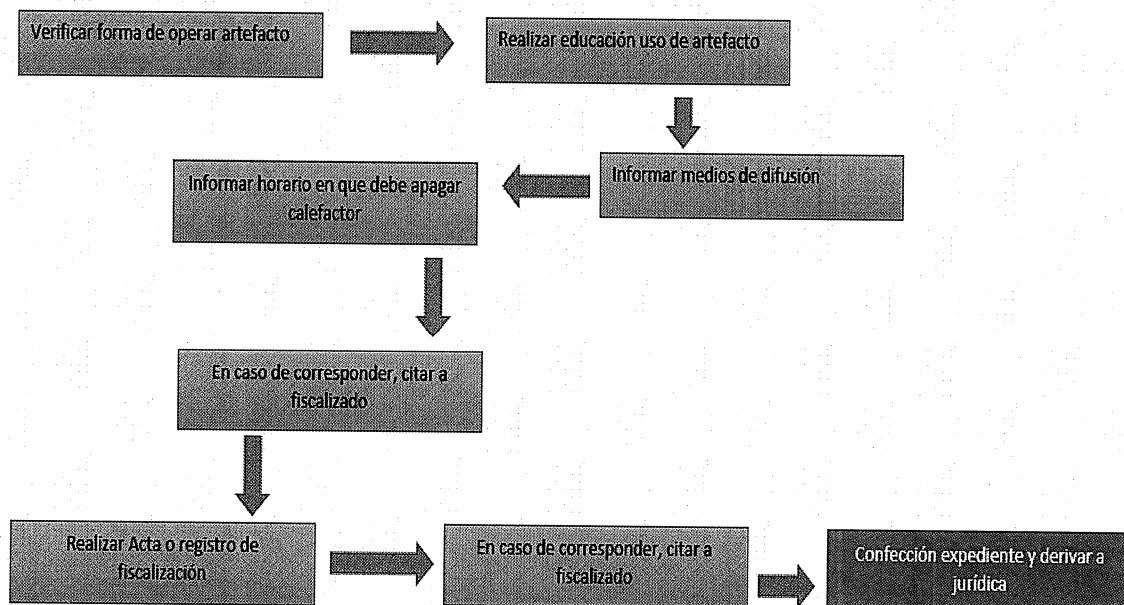 Verificar forma de operar artefacto
Realizar educación uso de artefacto
Informar medios de difusión
Informar horario en que debe apagar
calefactor
En caso de corresponder, citar a
fiscalizado
Realizar Acta o registro de
fiscalización
En caso de corresponder, citar a
fiscalizado
Confección expediente y derivar a
jurídica